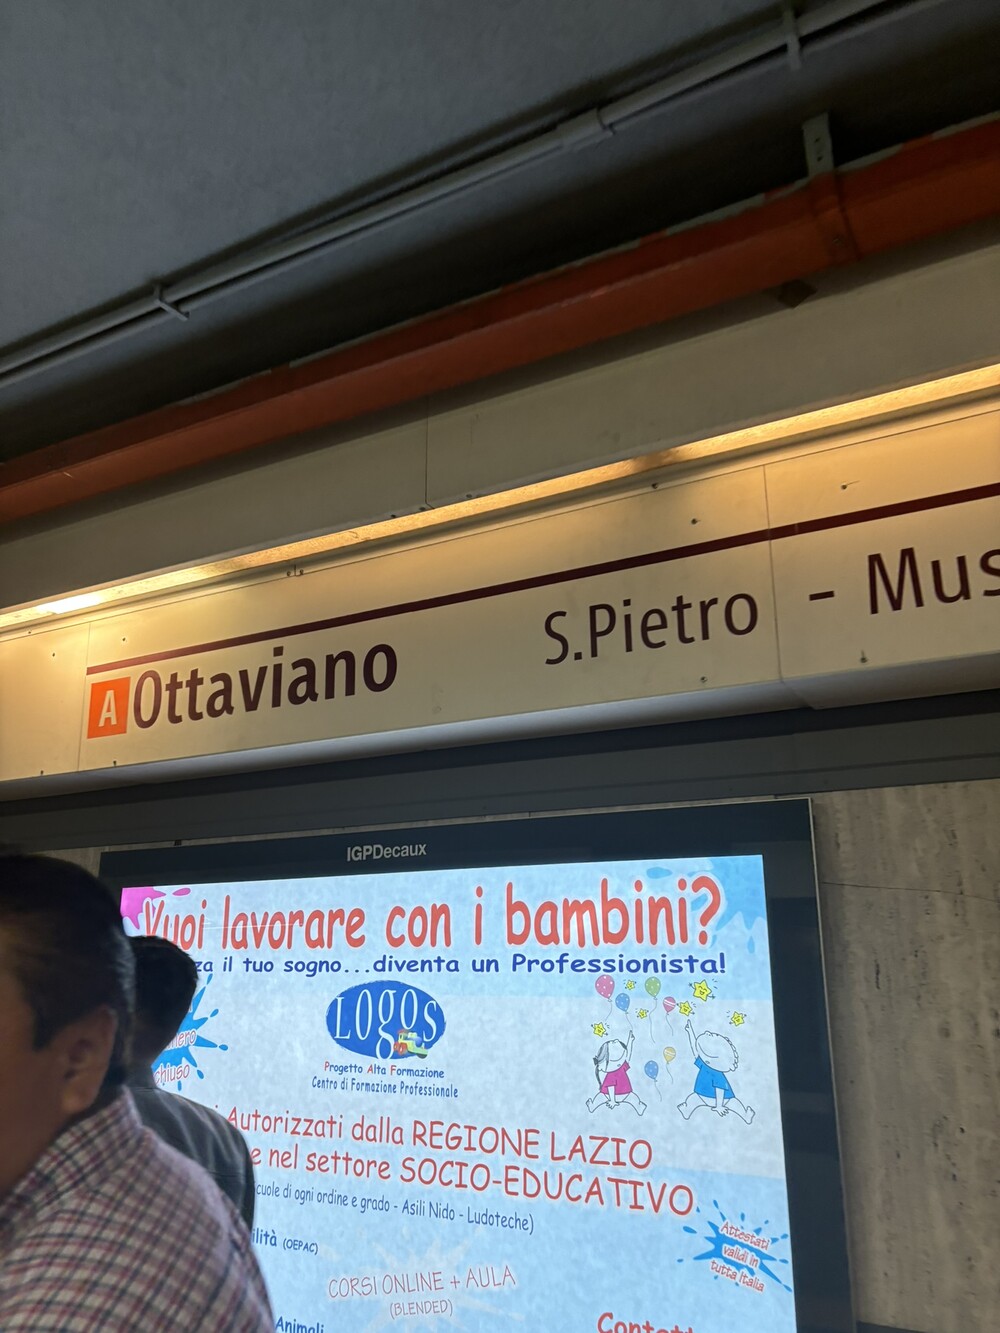 A Ottaviano S.Pietro - Mus
IGPDecaux
Vuoi lavorare con i bambini?
il tuo sogno...diventa un Professionista!
LOGOS
Progetto Alta Formazione
Centro di Formazione Professionale
chiuso
Autorizzati dalla REGIONE LAZIO
e nel settore SOCIO-EDUCATIVO
di ogni ordine e grado - Asili Nido - Ludoteche)
(OEPAC)
Attestati
validi in
tutta italia
CORSI ONLINE + AULA
(BLENDED)
Animali